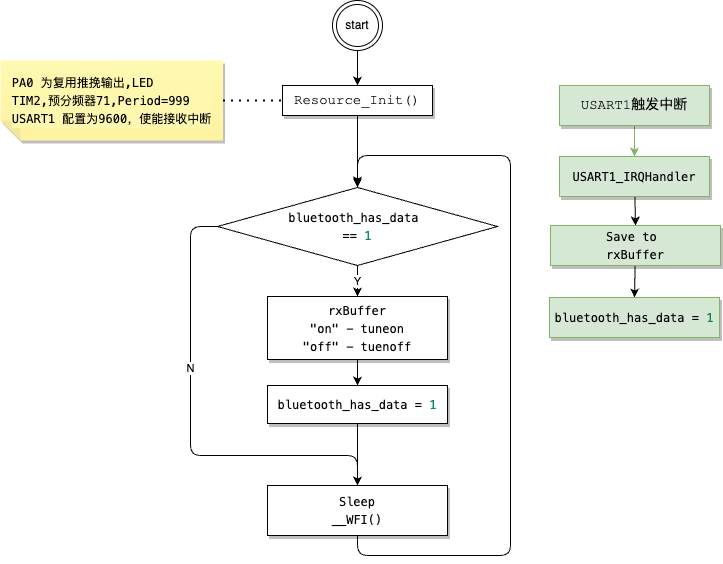 start
PA0 为复用推挽输出,LED
TIM2,预分频器71,Period=999
USART1 配置为9600，使能接收中断
Resource_Init()
bluetooth_has_data
== 1
Y
rxBuffer
"on" – tuneon
"off" – tuenoff
N
bluetooth_has_data = 1
Sleep
__WFI()
USART1触发中断
USART1_IRQHandler
Save to
rxBuffer
bluetooth_has_data = 1